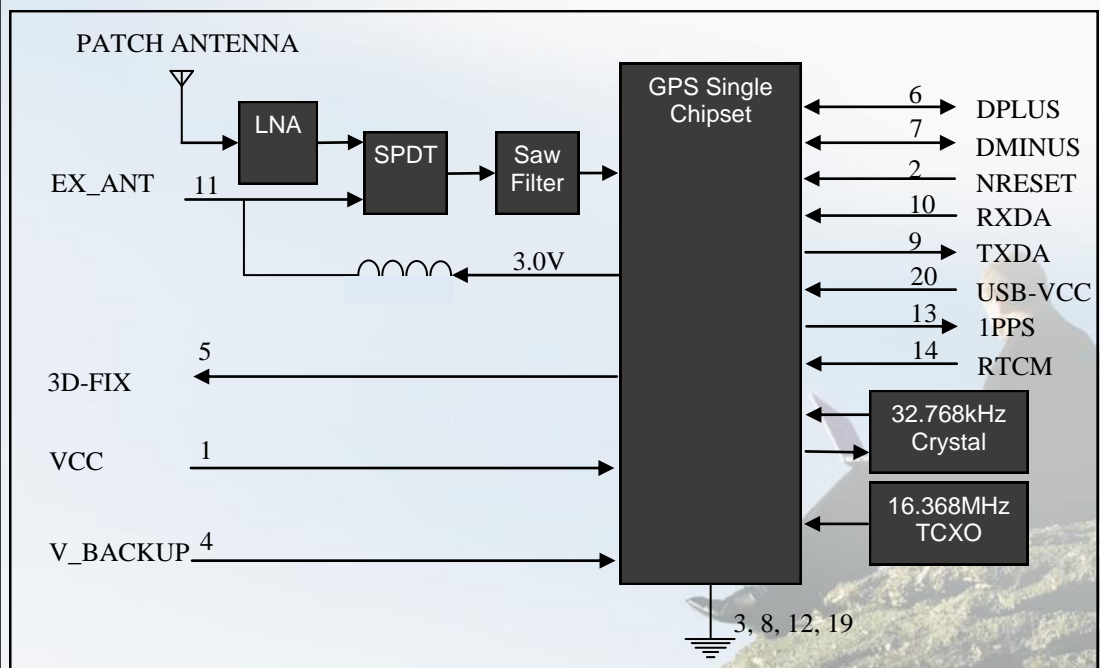 PATCH ANTENNA
LNA
SPDT
Saw
Filter
GPS Single
Chipset
EX_ANT
11
3.0V
3D-FIX
5
VCC
1
V_BACKUP
4
6
DPLUS
7
DMINUS
2
NRESET
10
RXDA
9
TXDA
20
USB-VCC
13
1PPS
14
RTCM
32.768kHz
Crystal
16.368MHz
TCXO
3, 8, 12, 19